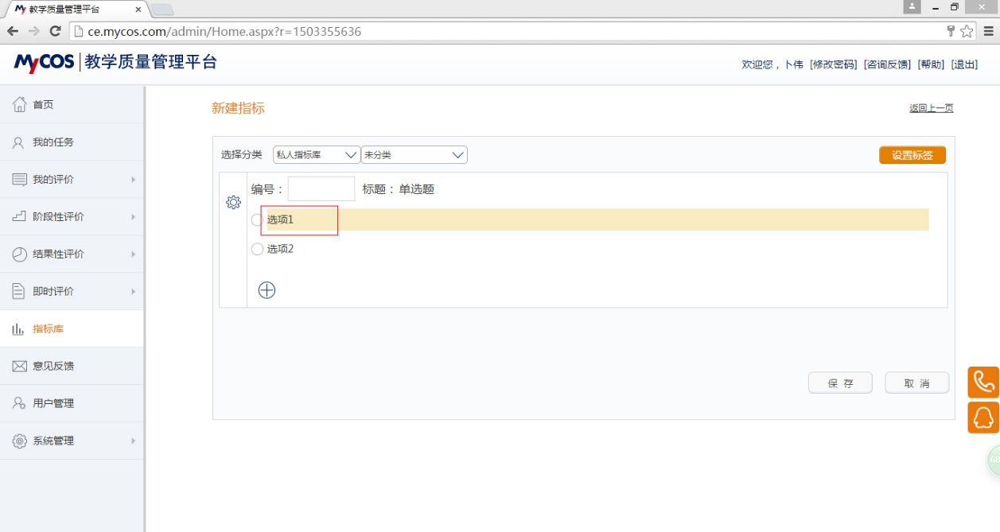 教学质量管理平台
ce.mycos.com/admin/Home.aspx?r=1503355636
MyCOS 教学质量管理平台
欢迎您，卜伟 [修改密码] [咨询反馈] [帮助] [退出]
首页
我的任务
我的评价
阶段性评价
结果性评价
即时评价
指标库
意见反馈
用户管理
系统管理
新建指标
返回上一页
选择分类 私人指标库 未分类
设置标签
编号： 标题：单选题
选项1
选项2
保 存 取 消